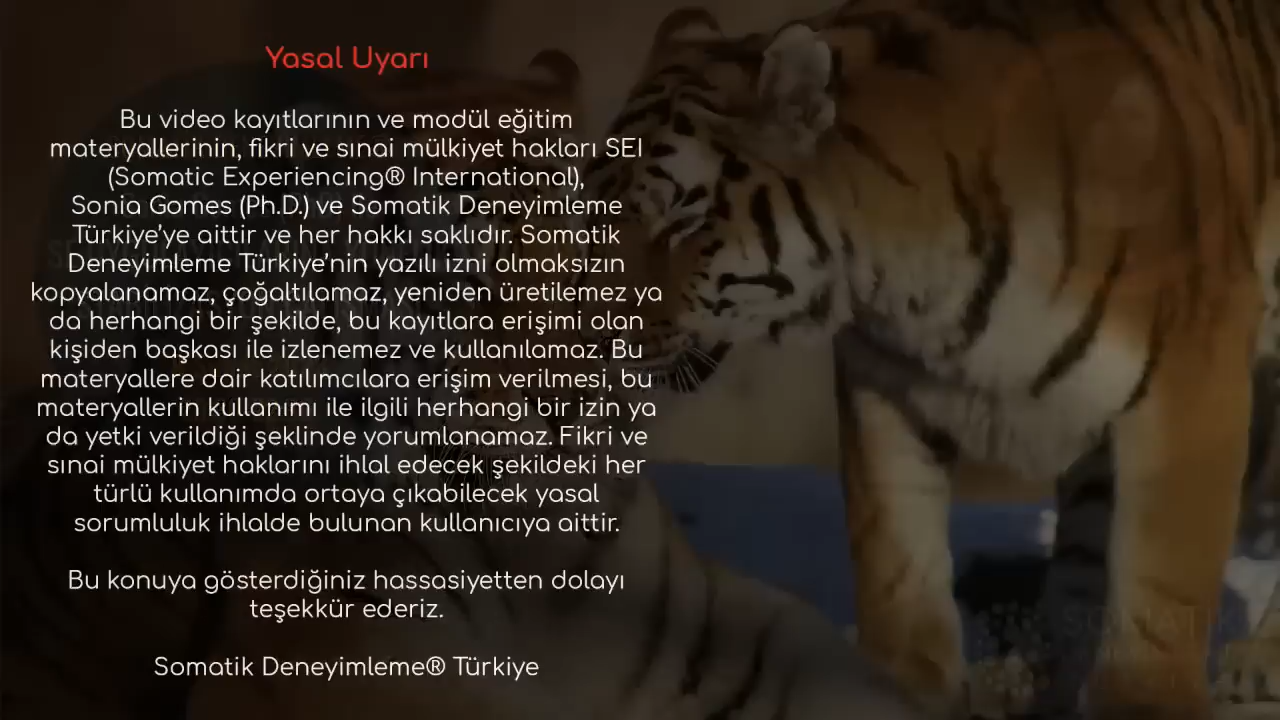 Yasal Uyarı
Bu video kayıtlarının ve modül eğitim
materyallerinin, fikri ve sınai mülkiyet hakları SEI
(Somatic Experiencing® International),
Sonia Gomes (Ph.D.) ve Somatik Deneyimleme
Türkiye'ye aittir ve her hakkı saklıdır. Somatik
Deneyimleme Türkiye'nin yazılı izni olmaksızın
kopyalanamaz, çoğaltılamaz, yeniden üretilemez ya
da herhangi bir şekilde, bu kayıtlara erişimi olan
kişiden başkası ile izlenemez ve kullanılamaz. Bu
materyallere dair katılımcılara erişim verilmesi, bu
materyallerin kullanımı ile ilgili herhangi bir izin ya
da yetki verildiği şeklinde yorumlanamaz. Fikri ve
sınai mülkiyet haklarını ihlal edecek şekildeki her
türlü kullanımda ortaya çıkabilecek yasal
sorumluluk ihlalde bulunan kullanıcıya aittir.
Bu konuya gösterdiğiniz hassasiyetten dolayı
teşekkür ederiz.
Somatik Deneyimleme® Türkiye